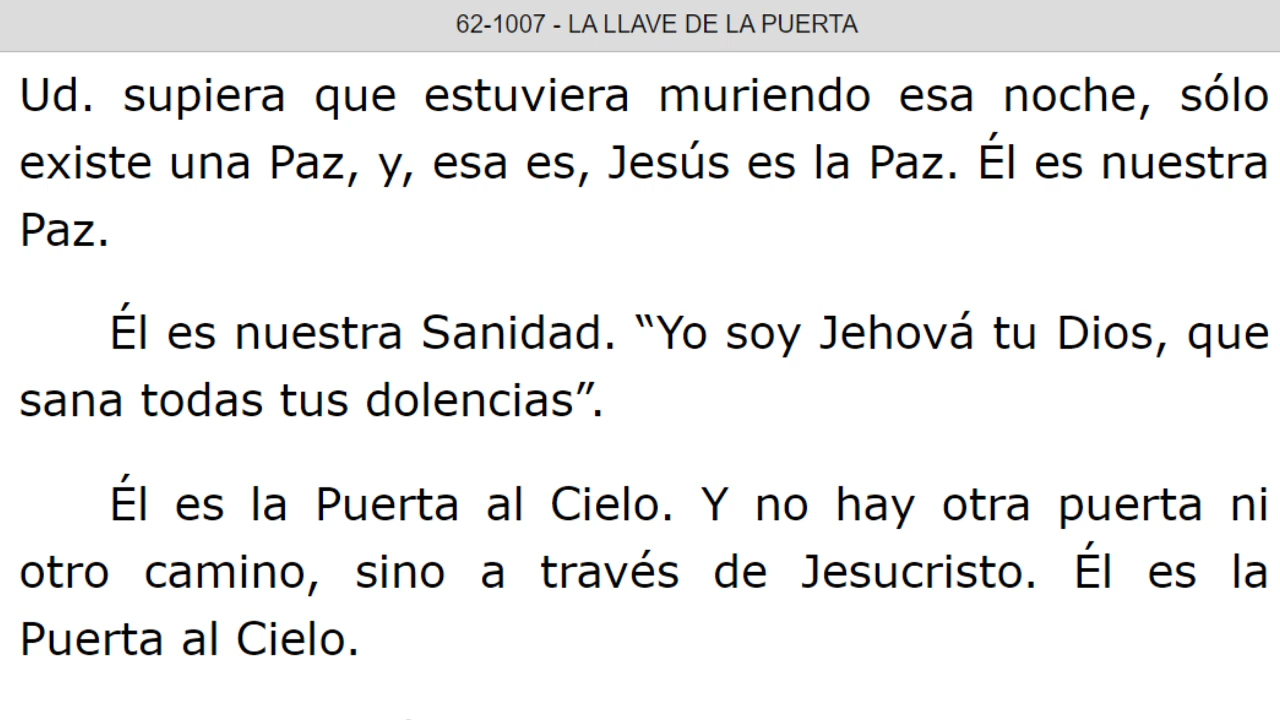 62-1007 - LA LLAVE DE LA PUERTA
Ud. supiera que estuviera muriendo esa noche, sólo
existe una Paz, y, esa es, Jesús es la Paz. Él es nuestra
Paz.
Él es nuestra Sanidad. “Yo soy Jehová tu Dios, que
sana todas tus dolencias”.
Él es la Puerta al Cielo. Y no hay otra puerta ni
otro camino, sino a través de Jesucristo. Él es la
Puerta al Cielo.